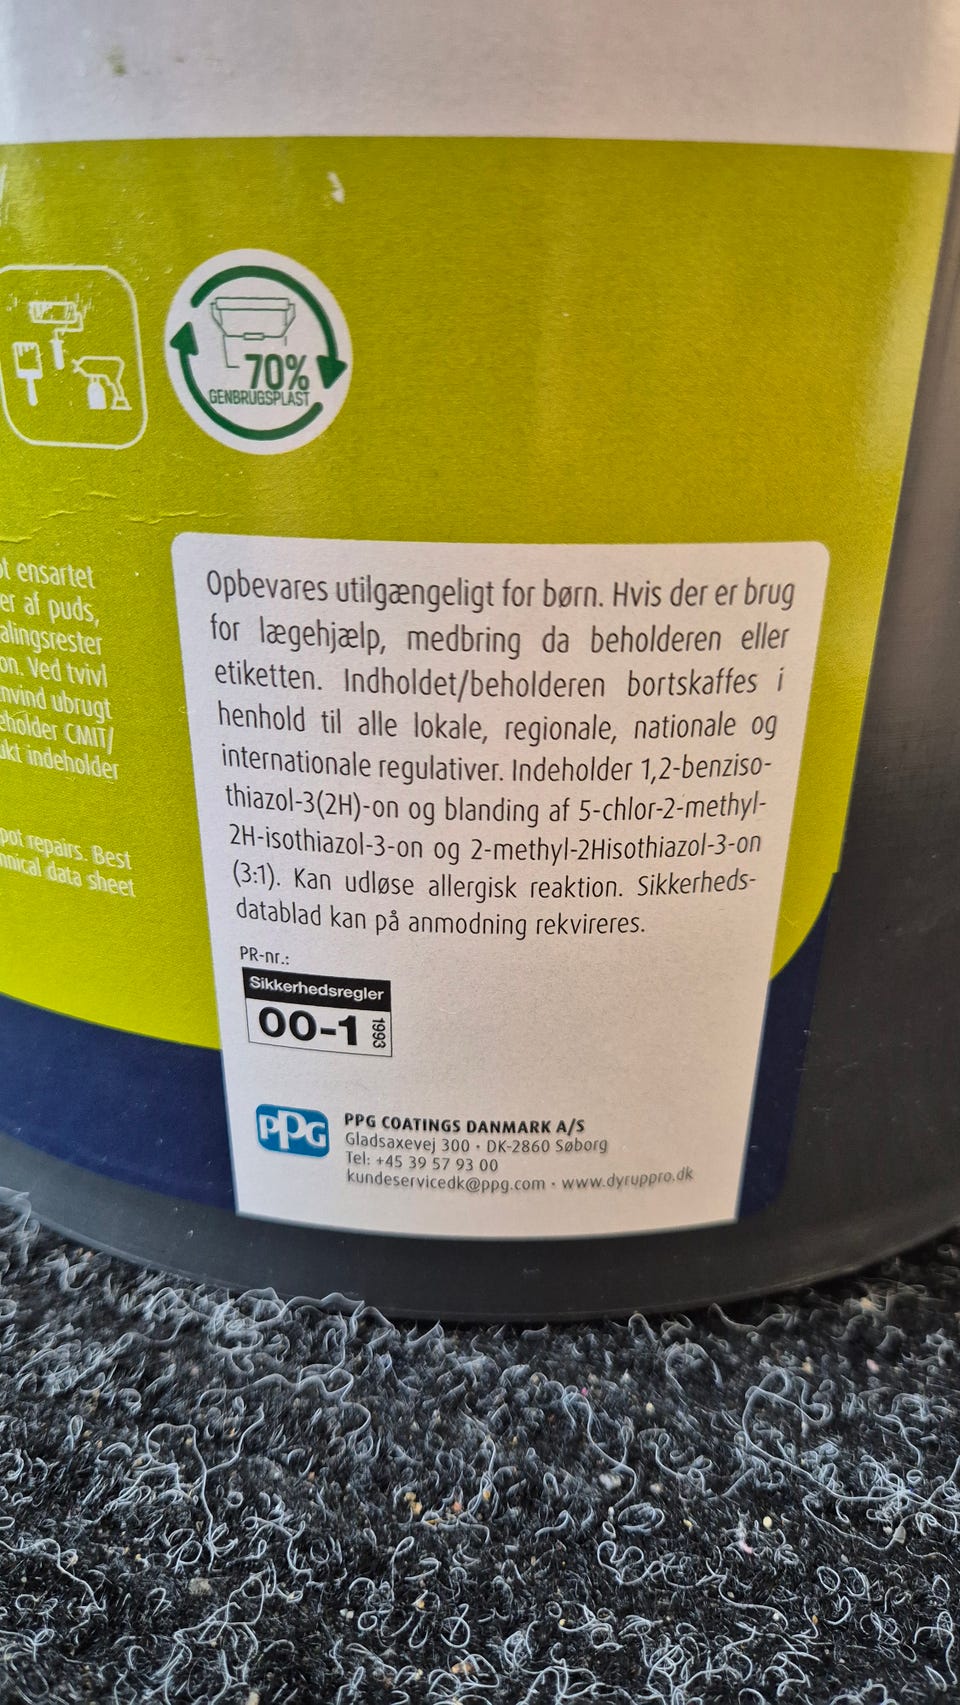 70%
GENBRUGSPLAST
ensartet
er af puds,
alingsrester
on. Ved tvivl
nvind ubrugt
eholder CMIT/
ukt indeholder
pot repairs. Best
nical data sheet
Opbevares utilgængeligt for børn. Hvis der er brug
for lægehjælp, medbring da beholderen eller
etiketten. Indholdet/beholderen bortskaffes i
henhold til alle lokale, regionale, nationale og
internationale regulativer. Indeholder 1,2-benziso-
thiazol-3(2H)-on og blanding af 5-chlor-2-methyl-
2H-isothiazol-3-on og 2-methyl-2Hisothiazol-3-on
(3:1). Kan udløse allergisk reaktion. Sikkerheds-
datablad kan på anmodning rekvireres.
PR-nr.:
Sikkerhedsregler
00-1 1993
PPG
PPG COATINGS DANMARK A/S
Gladsaxevej 300 · DK-2860 Søborg
Tel: +45 39 57 93 00
kundeservicedk@ppg.com · www.dyruppro.dk